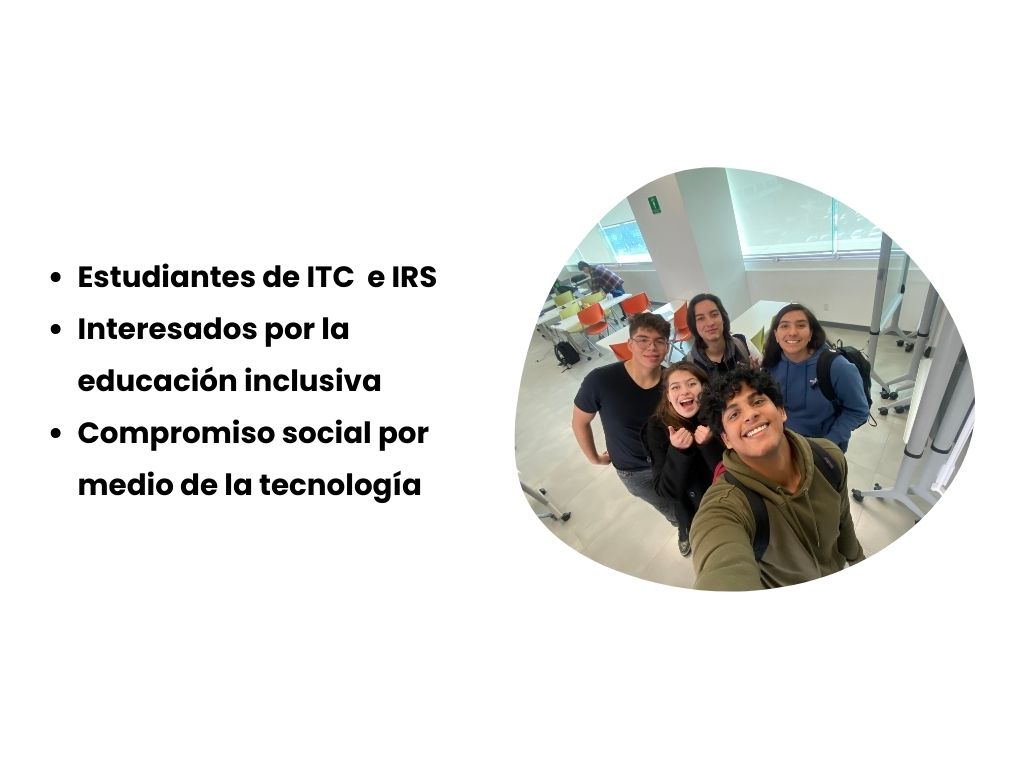 • Estudiantes de ITC  e IRS
• Interesados por la
educación inclusiva
• Compromiso social por
medio de la tecnología